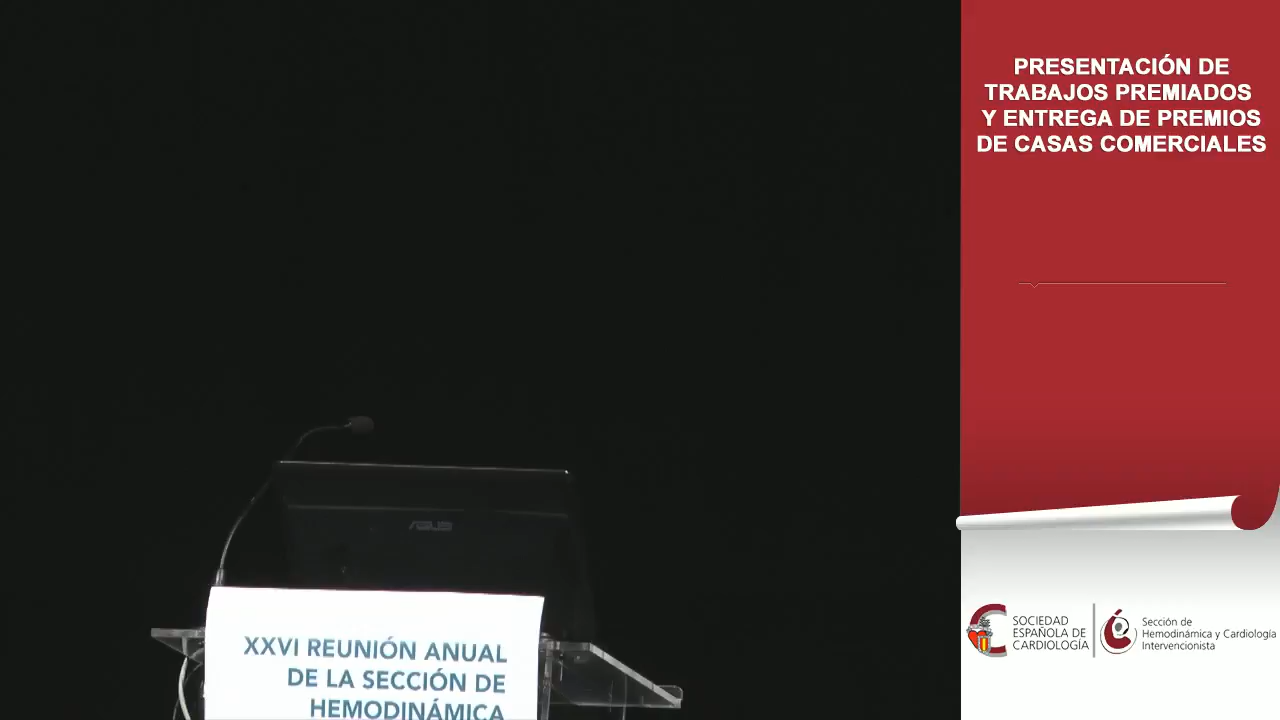 PRESENTACIÓN DE
TRABAJOS PREMIADOS
Y ENTREGA DE PREMIOS
DE CASAS COMERCIALES
ASUS
XXVI REUNIÓN ANUAL
DE LA SECCIÓN DE
HEMODINÁMICA
SOCIEDAD
ESPAÑOLA DE
CARDIOLOGÍA
Sección de
Hemodinámica y Cardiología
Intervencionista